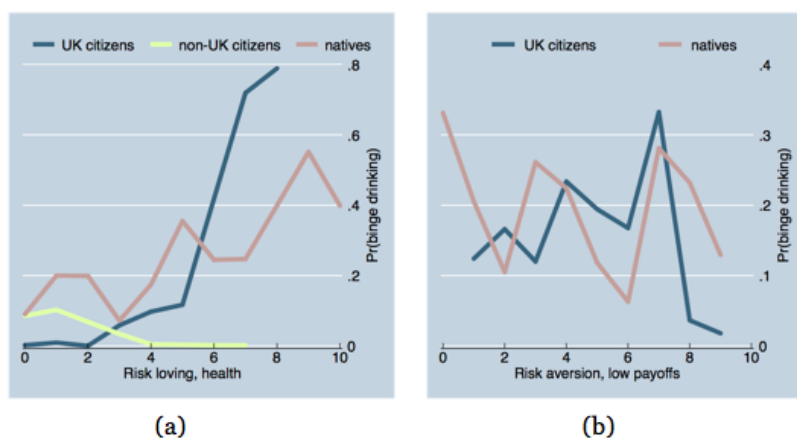 UK citizens non-UK citizens natives
.8
.6
.4
.2
0
Pr(binge drinking)
0 2 4 6 8 10
Risk loving, health
(a)
UK citizens natives
.4
.3
.2
.1
0
Pr(binge drinking)
0 2 4 6 8 10
Risk aversion, low payoffs
(b)